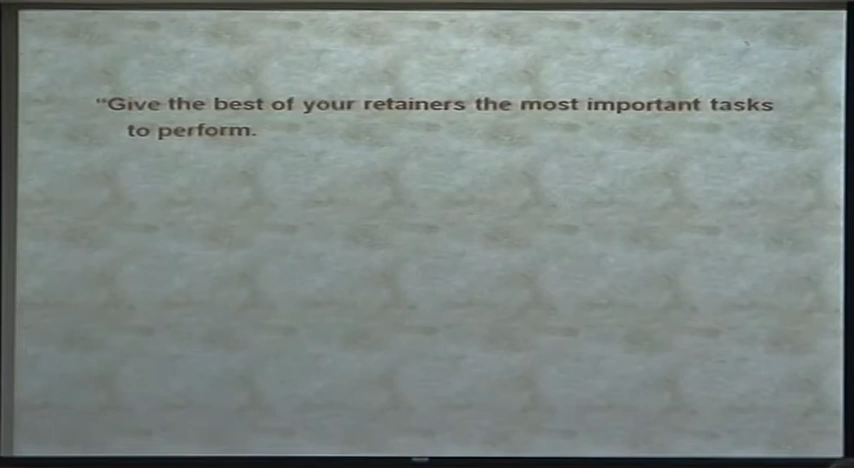 "Give the best of your retainers the most important tasks
to perform.